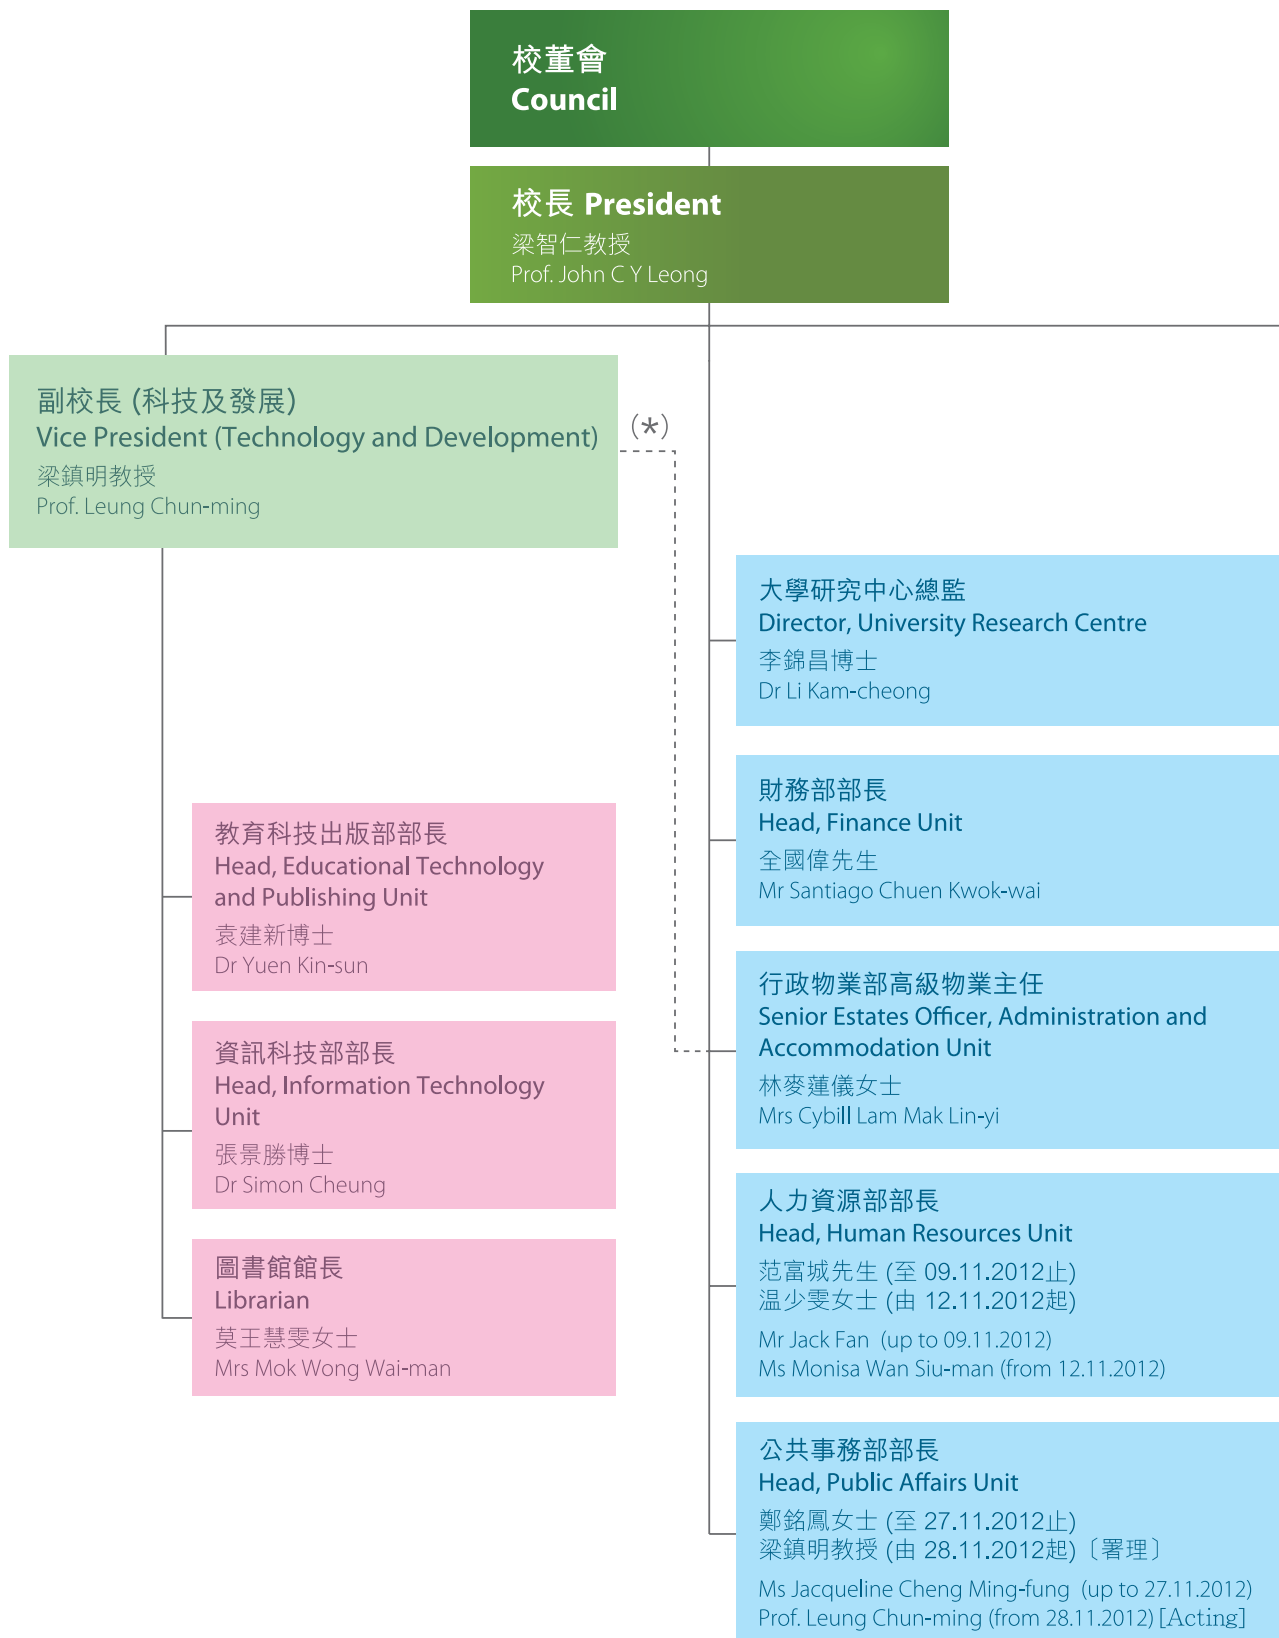 校董會
Council
校長 President
梁智仁教授
Prof. John C Y Leong
副校長 (科技及發展)
Vice President (Technology and Development)
梁鎮明教授
Prof. Leung Chun-ming
(*)
大學研究中心總監
Director, University Research Centre
李錦昌博士
Dr Li Kam-cheong
財務部部長
Head, Finance Unit
全國偉先生
Mr Santiago Chuen Kwok-wai
教育科技出版部部長
Head, Educational Technology
and Publishing Unit
袁建新博士
Dr Yuen Kin-sun
行政物業部高級物業主任
Senior Estates Officer, Administration and
Accommodation Unit
林麥蓮儀女士
Mrs Cybill Lam Mak Lin-yi
資訊科技部部長
Head, Information Technology
Unit
張景勝博士
Dr Simon Cheung
人力資源部部長
Head, Human Resources Unit
范富城先生 (至 09.11.2012止)
温少雯女士 (由 12.11.2012起)
Mr Jack Fan (up to 09.11.2012)
Ms Monisa Wan Siu-man (from 12.11.2012)
圖書館館長
Librarian
莫王慧雯女士
Mrs Mok Wong Wai-man
公共事務部部長
Head, Public Affairs Unit
鄭銘鳳女士 (至 27.11.2012止)
梁鎮明教授 (由 28.11.2012起)〔署理〕
Ms Jacqueline Cheng Ming-fung (up to 27.11.2012)
Prof. Leung Chun-ming (from 28.11.2012) [Acting]